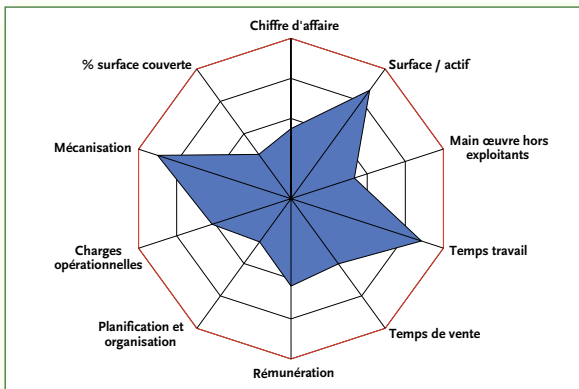 Chiffre d'affaire
% surface couverte
Surface / actif
Mécanisation
Main œuvre hors
exploitants
Charges
opérationnelles
Temps travail
Planification et
organisation
Temps de vente
Rémunération